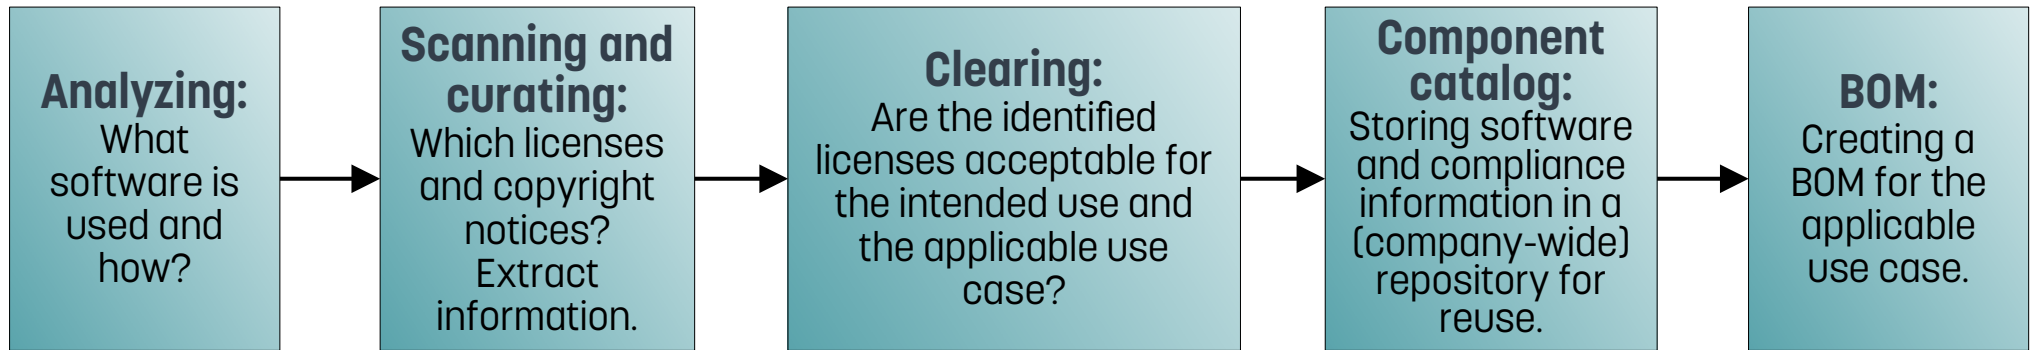 Analyzing:
What
software is
used and
how?
Scanning and
curating:
Which licenses
and copyright
notices?
Extract
information.
Clearing:
Are the identified
licenses acceptable for
the intended use and
the applicable use
case?
Component
catalog:
Storing software
and compliance
information in a
(company-wide)
repository for
reuse.
BOM:
Creating a
BOM for the
applicable
use case.